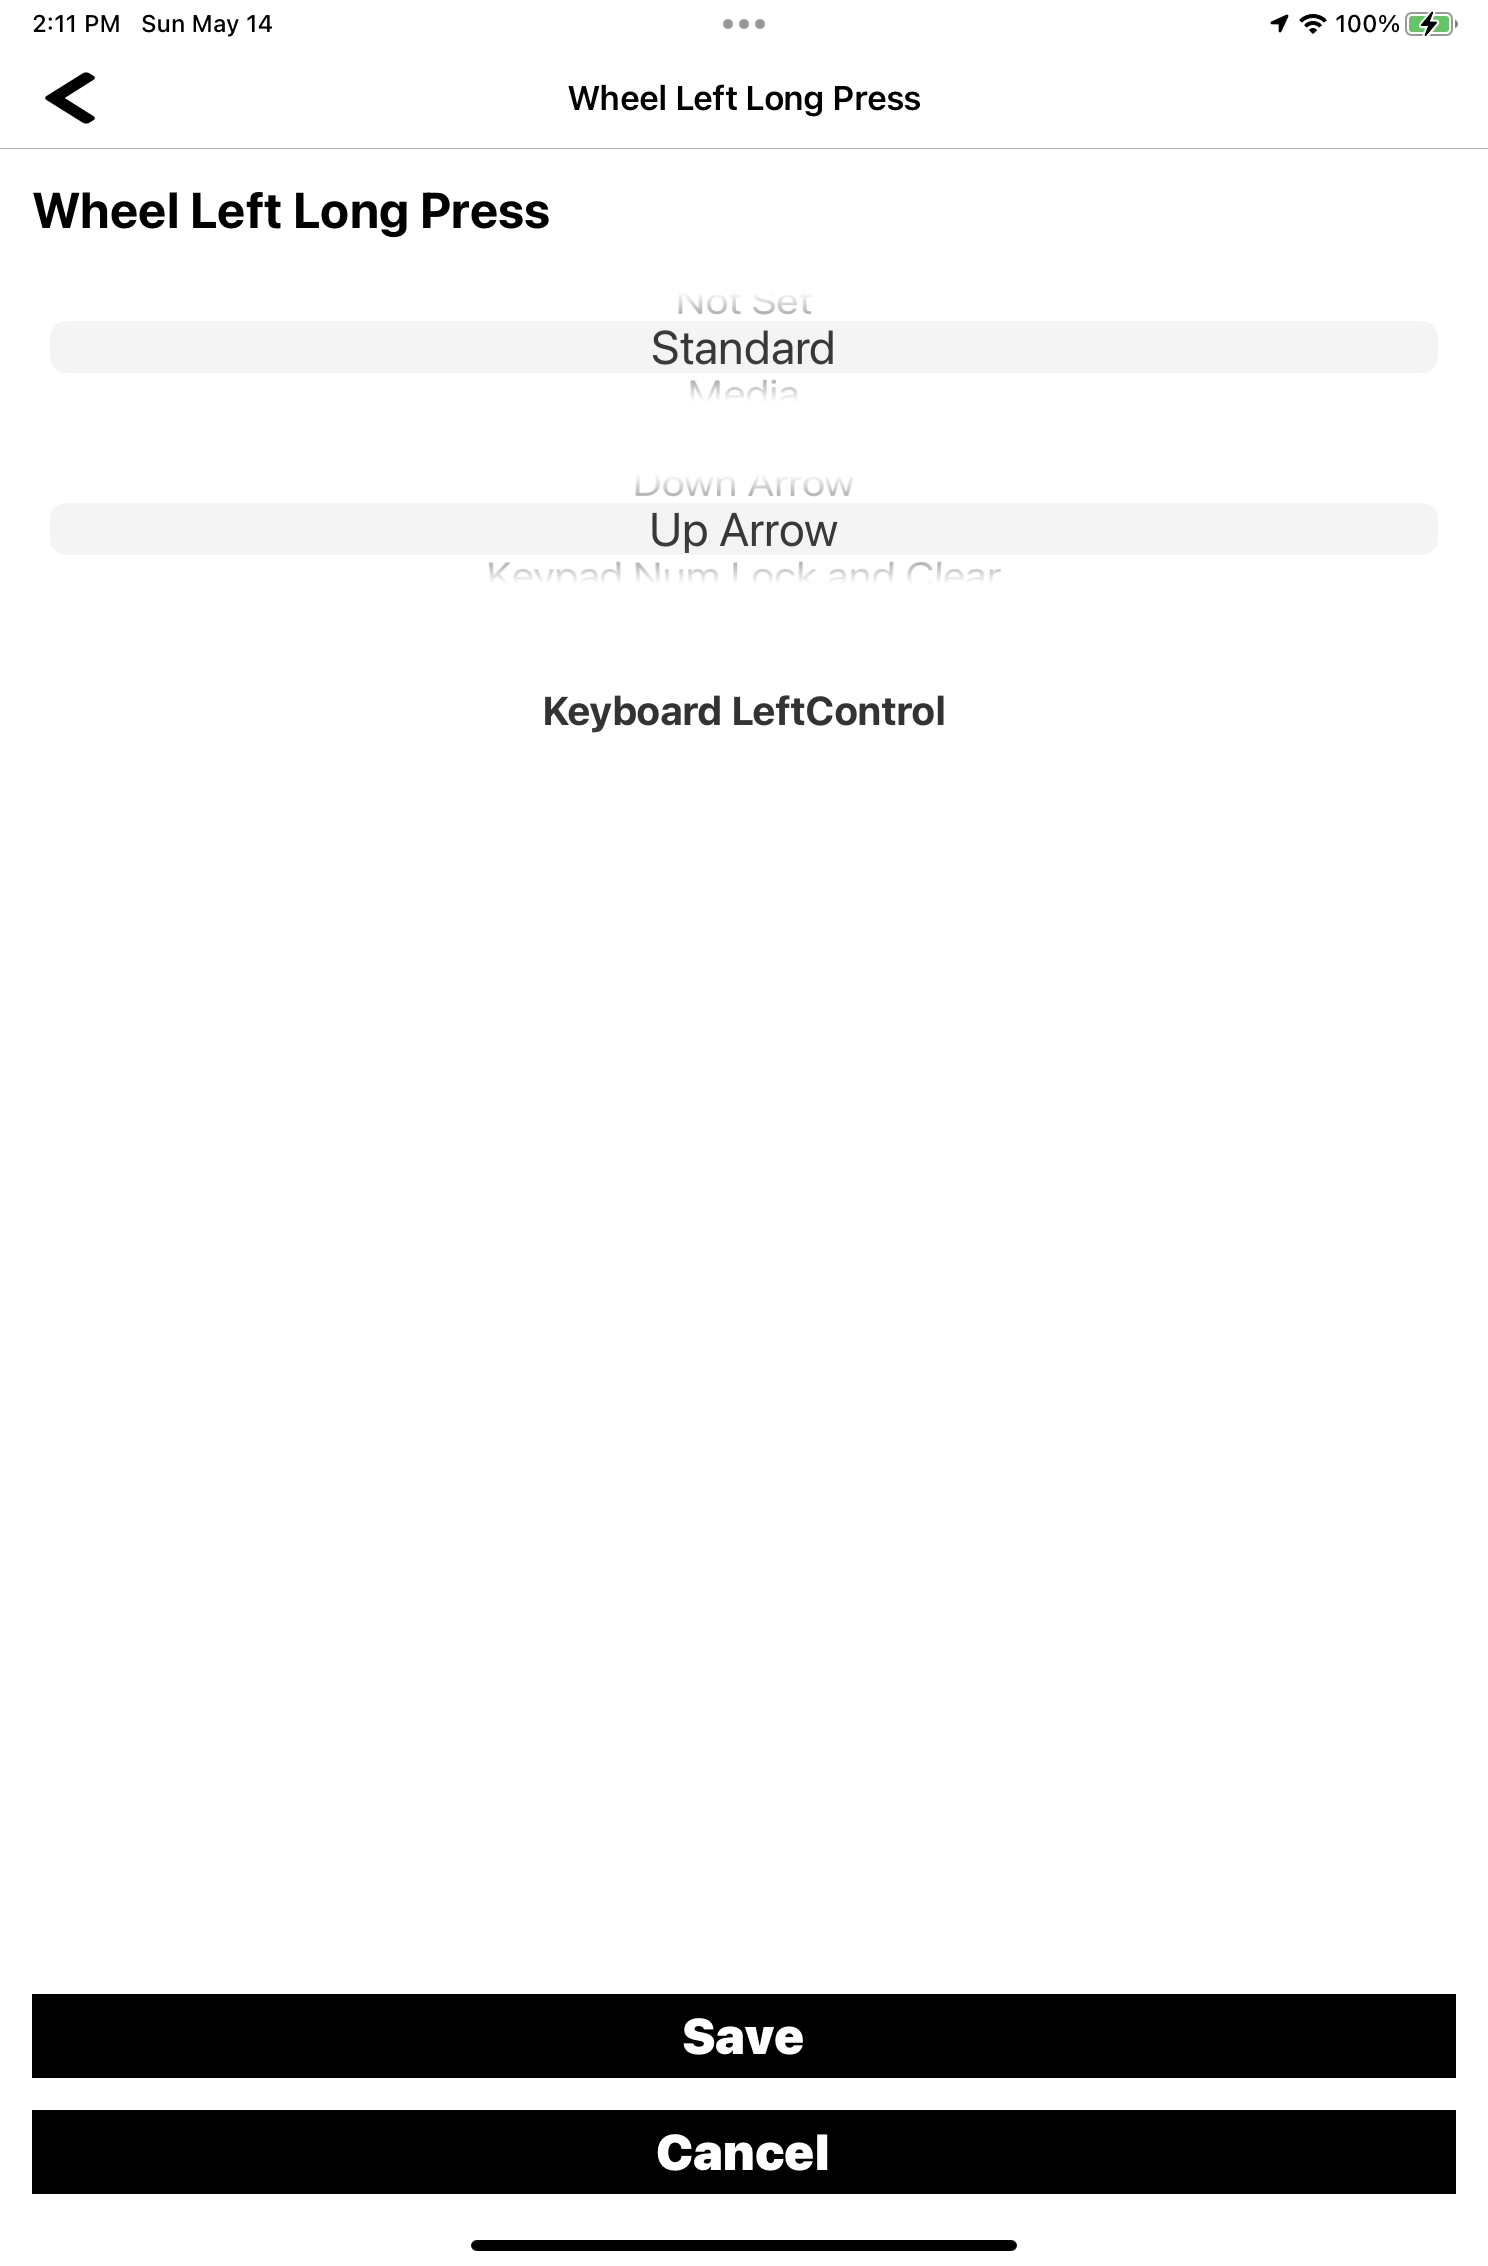 2:11 PM Sun May 14
100%
Wheel Left Long Press
Wheel Left Long Press
Not Set
Standard
Media
Down Arrow
Up Arrow
Keypad Num Lock and Clear
Keyboard LeftControl
Save
Cancel